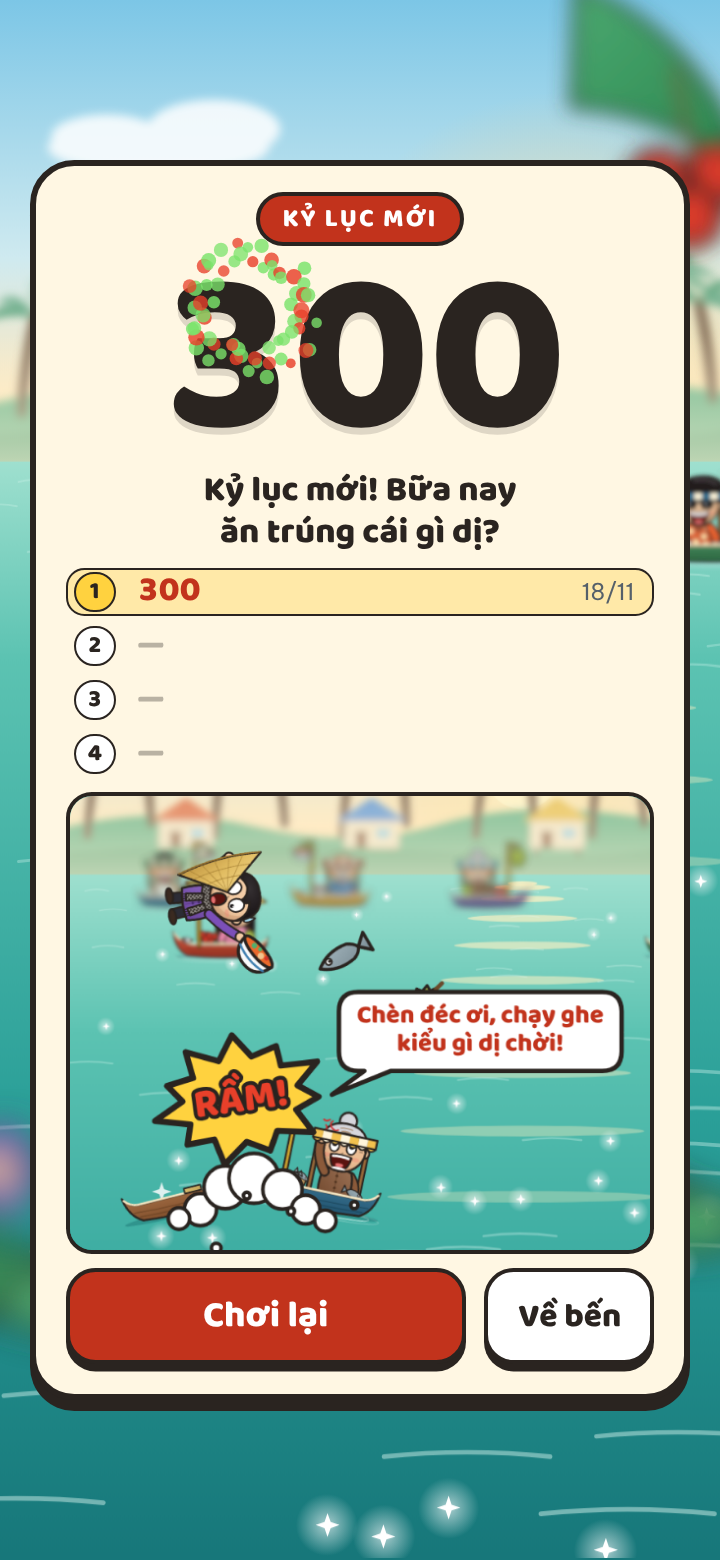 KỶ LỤC MỚI
300
Kỷ lục mới! Bữa nay
ăn trúng cái gì dị?
1 300 18/11
2 —
3 —
4 —
Chèn đéc ơi, chạy ghe
kiểu gì dị chời!
RẦM!
Chơi lại
Về bến